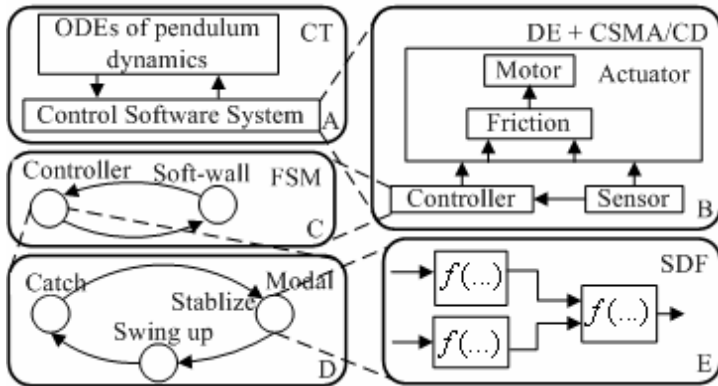 ODEs of pendulum
dynamics
CT
Control Software System
A
DE + CSMA/CD
Motor
Actuator
Friction
Controller
Sensor
B
Controller
Soft-wall
FSM
C
Catch
Modal
Stablize
Swing up
D
SDF
f(...)
f(...)
f(...)
E